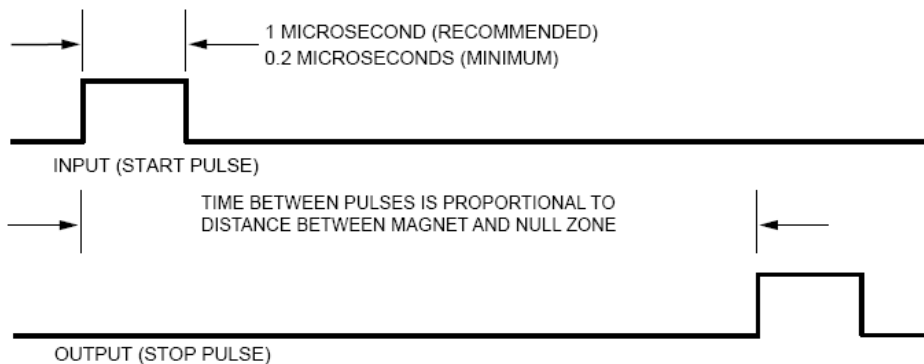 1 MICROSECOND (RECOMMENDED)
0.2 MICROSECONDS (MINIMUM)
INPUT (START PULSE)
TIME BETWEEN PULSES IS PROPORTIONAL TO
DISTANCE BETWEEN MAGNET AND NULL ZONE
OUTPUT (STOP PULSE)